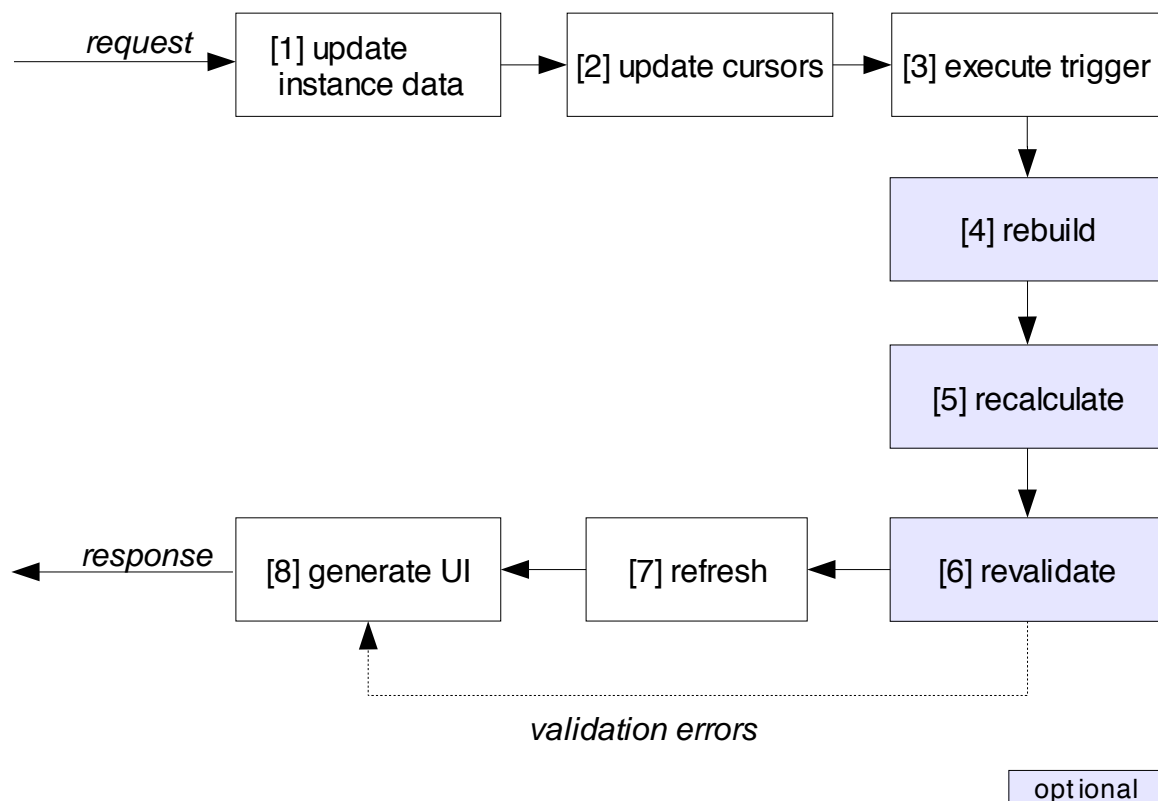 request
[1] update
instance data
[2] update cursors
[3] execute trigger
[4] rebuild
[5] recalculate
response
[8] generate UI
[7] refresh
[6] revalidate
validation errors
optional